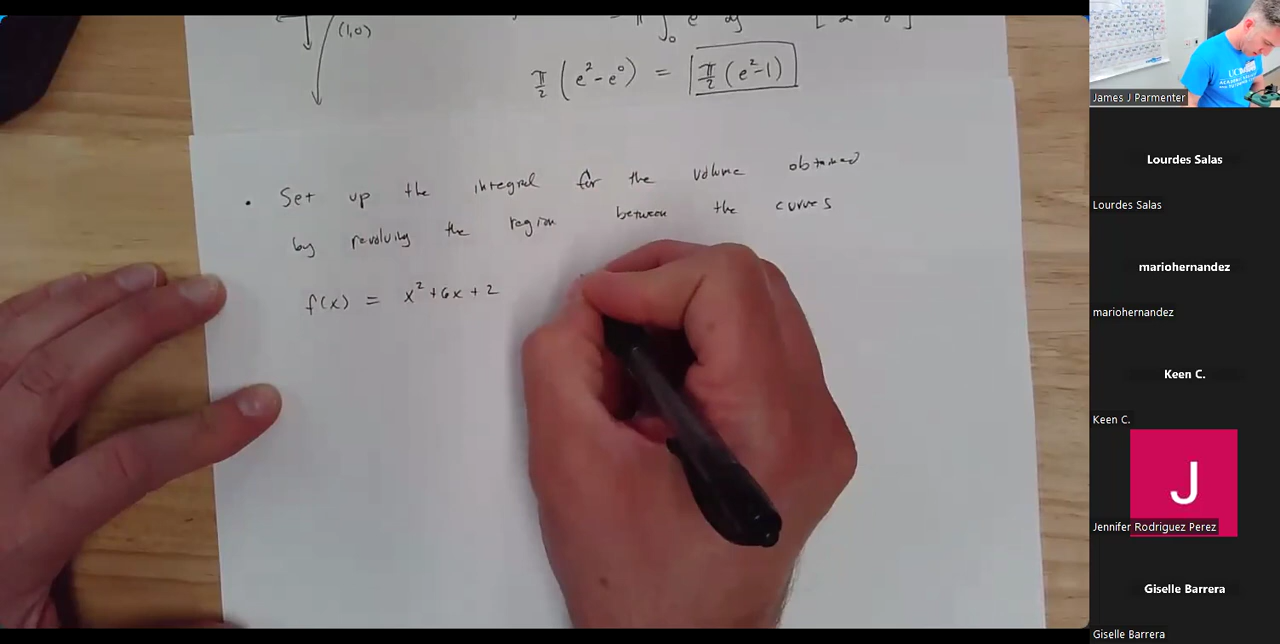 (1,0)
π/2 (e² - e⁰) = π/2 (e² - 1)
• Set up the integral for the volume obtained
by revolving the region between the curves
f(x) = x² + 6x + 2
James J Parmenter
Lourdes Salas
Lourdes Salas
mariohernandez
mariohernandez
Keen C.
Keen C.
J
Jennifer Rodriguez Perez
Giselle Barrera
Giselle Barrera